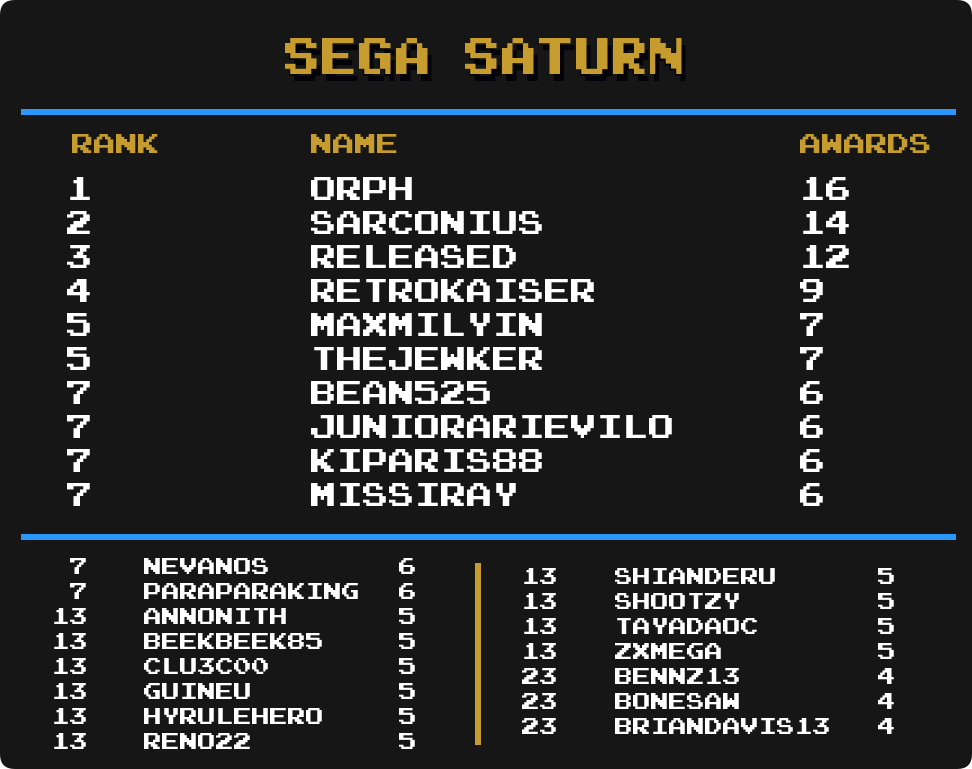 SEGA SATURN
RANK NAME AWARDS
1 ORPH 16
2 SARCONIUS 14
3 RELEASED 12
4 RETROKAISER 9
5 MAXMILYIN 7
5 THEJEWKER 7
7 BEAN525 6
7 JUNIORARIEVILO 6
7 KIPARIS88 6
7 MISSIRAY 6
7 NEVANOS 6
7 PARAPARAKING 6
13 ANNONITH 5
13 BEEKBEEK85 5
13 CLU3C00 5
13 GUINEU 5
13 HYRULEHERO 5
13 RENO22 5
13 SHIANDERU 5
13 SHOOTZY 5
13 TAYADAOC 5
13 ZXMEGA 5
23 BENNZ13 4
23 BONESAW 4
23 BRIANDAVIS13 4